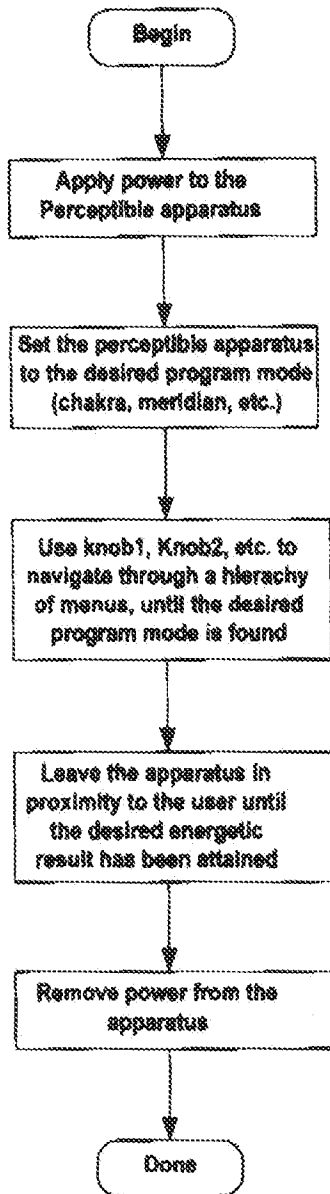 Begin
Apply power to the
Perceptible apparatus
Set the perceptible apparatus
to the desired program mode
(chakra, meridian, etc.)
Use knob1, Knob2, etc. to
navigate through a hierachy
of menus, until the desired
program mode is found
Leave the apparatus in
proximity to the user until
the desired energetic
result has been attained
Remove power from the
apparatus
Done